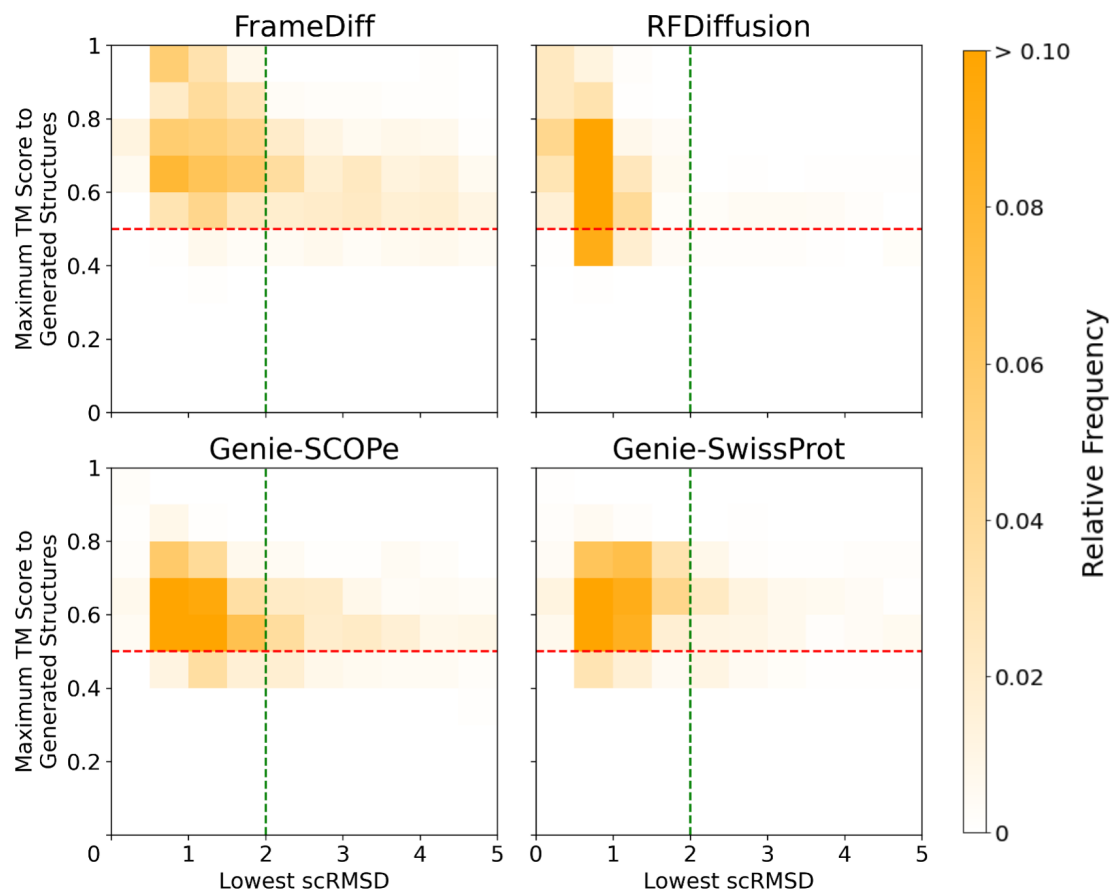 FrameDiff
RFDiffusion
Maximum TM Score to
Generated Structures
1
0.8
0.6
0.4
0.2
0
> 0.10
0.08
0.06
0.04
0.02
0
Relative Frequency
Genie-SCOPe
Genie-SwissProt
Maximum TM Score to
Generated Structures
1
0.8
0.6
0.4
0.2
0 1 2 3 4 5
0 1 2 3 4 5
Lowest scRMSD
Lowest scRMSD